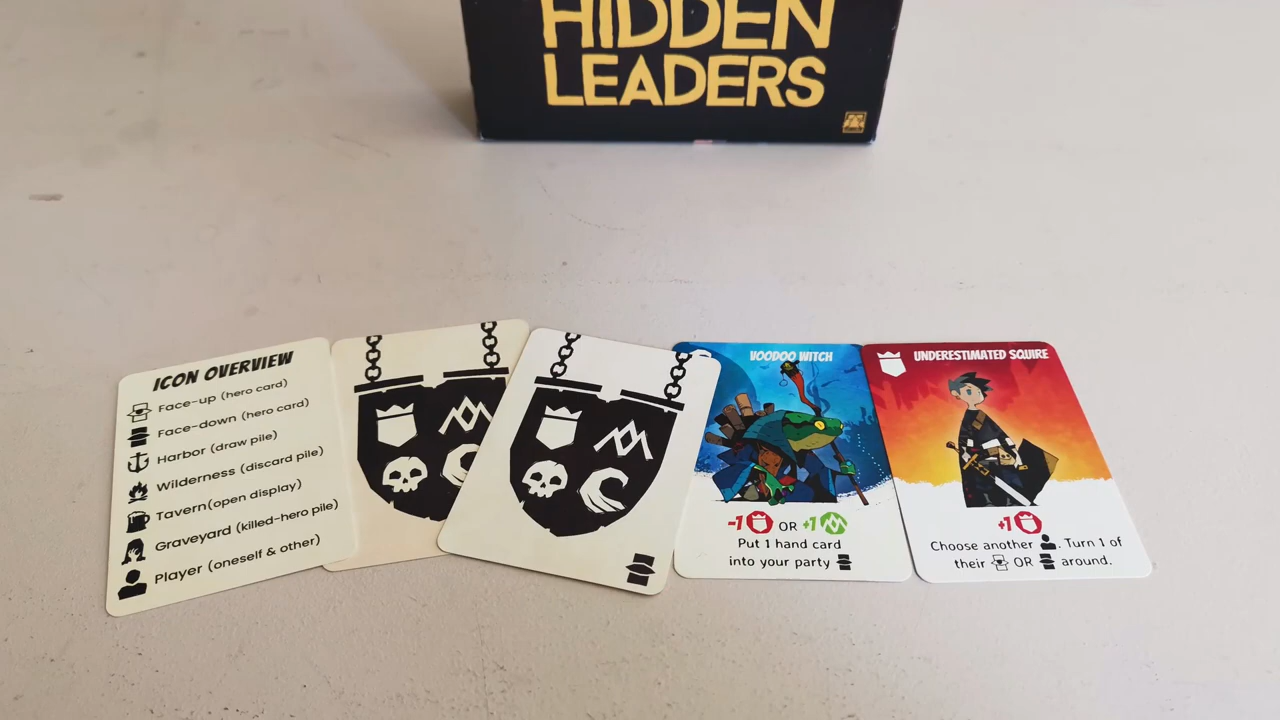 HIDDEN
LEADERS
ICON OVERVIEW
Face-up (hero card)
Face-down (hero card)
Harbor (draw pile)
Wilderness (discard pile)
Tavern(open display)
Graveyard (killed-hero pile)
Player (oneself & other)
VOODOO WITCH
-1 OR +1
Put 1 hand card
into your party
UNDERESTIMATED SQUIRE
+1
Choose another . Turn 1 of
their OR around.